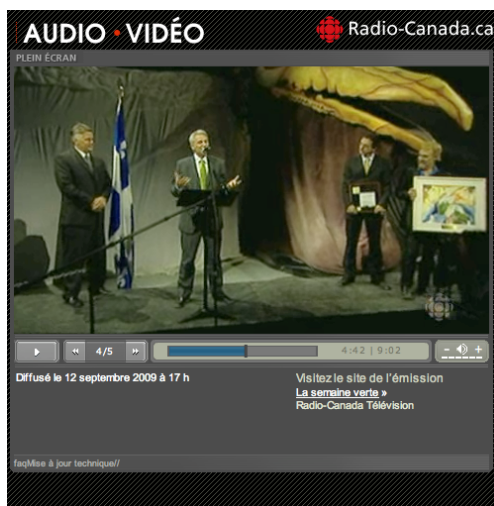 AUDIO • VIDÉO
Radio-Canada.ca
PLEIN ÉCRAN
4/5
4:42 | 9:02
- +
Diffusé le 12 septembre 2009 à 17 h
Visitez le site de l'émission
La semaine verte »
Radio-Canada Télévision
faqMise à jour technique//